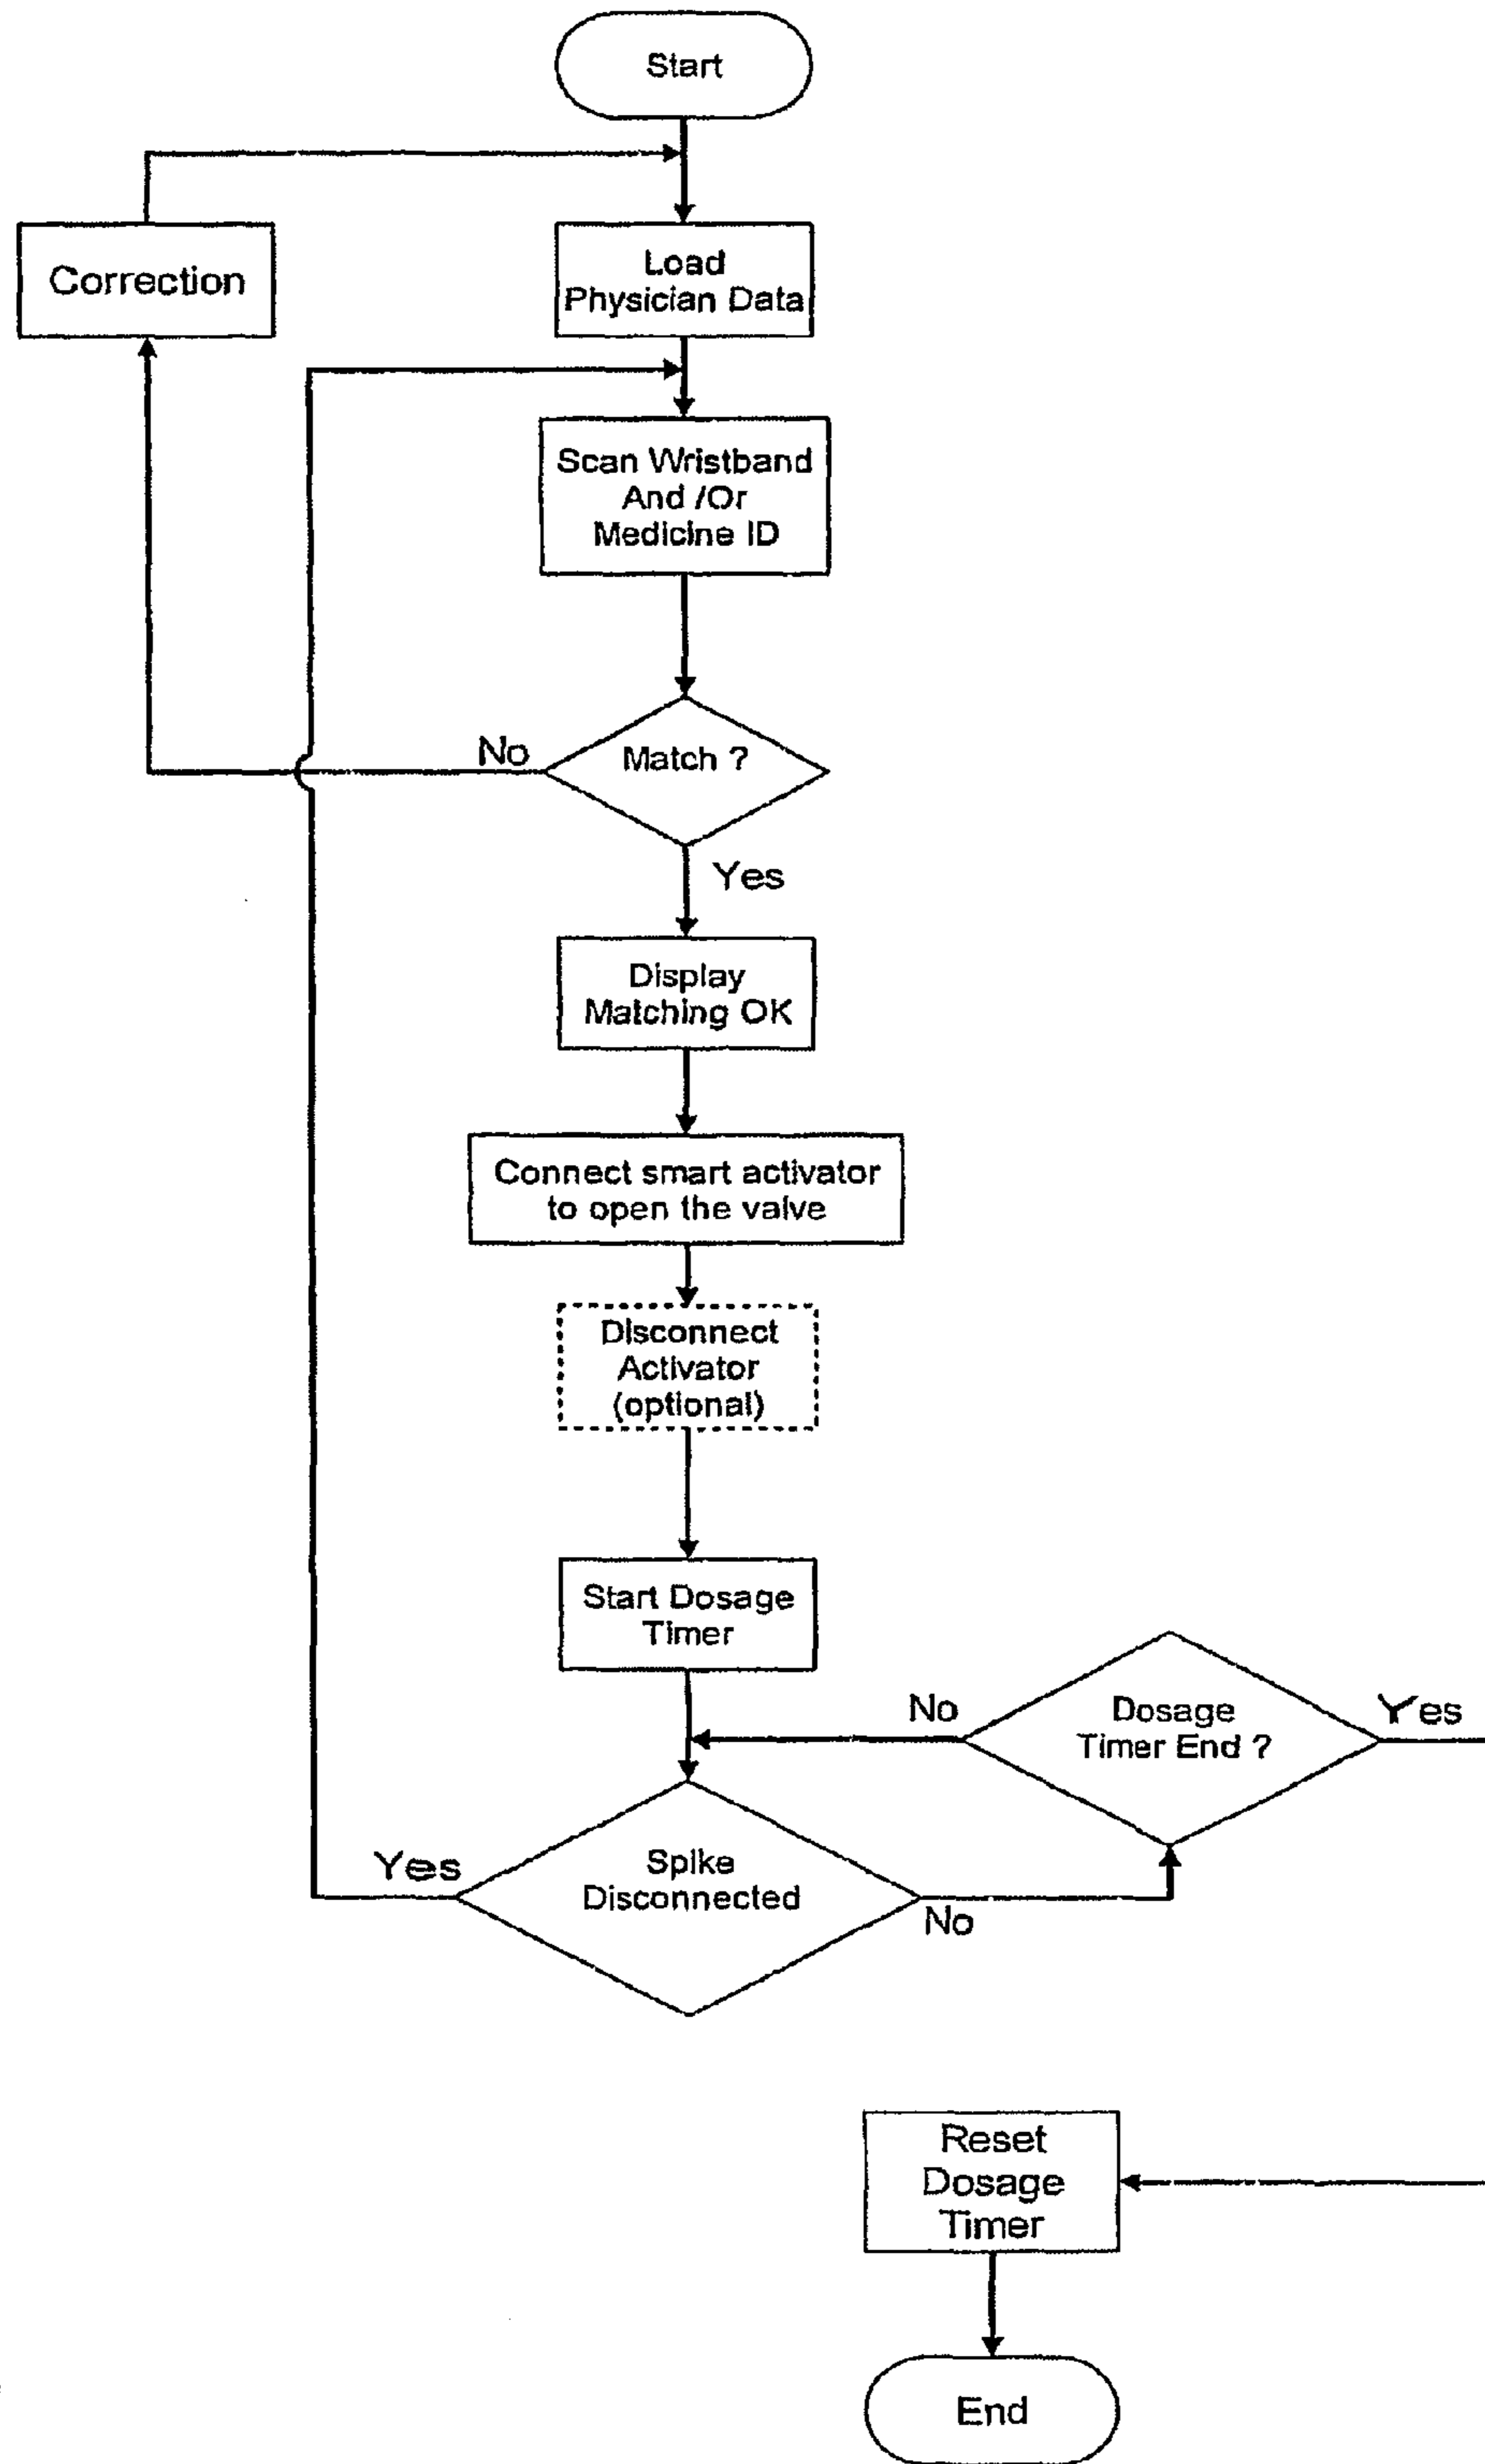 Start
Correction
Load
Physician Data
Scan Wristband
And /Or
Medicine ID
No
Match ?
Yes
Display
Matching OK
Connect smart activator
to open the valve
Disconnect
Activator
(optional)
Start Dosage
Timer
No
Dosage
Timer End ?
Yes
Yes
Spike
Disconnected
No
Reset
Dosage
Timer
End